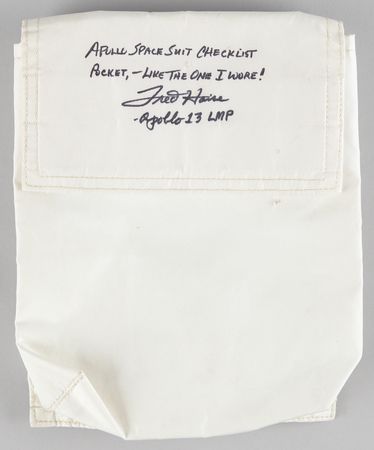 APOLLO SPACE SUIT CHECKLIST
POCKET, - LIKE THE ONE I WORE!
Fred Haise
- Apollo 13 LMP